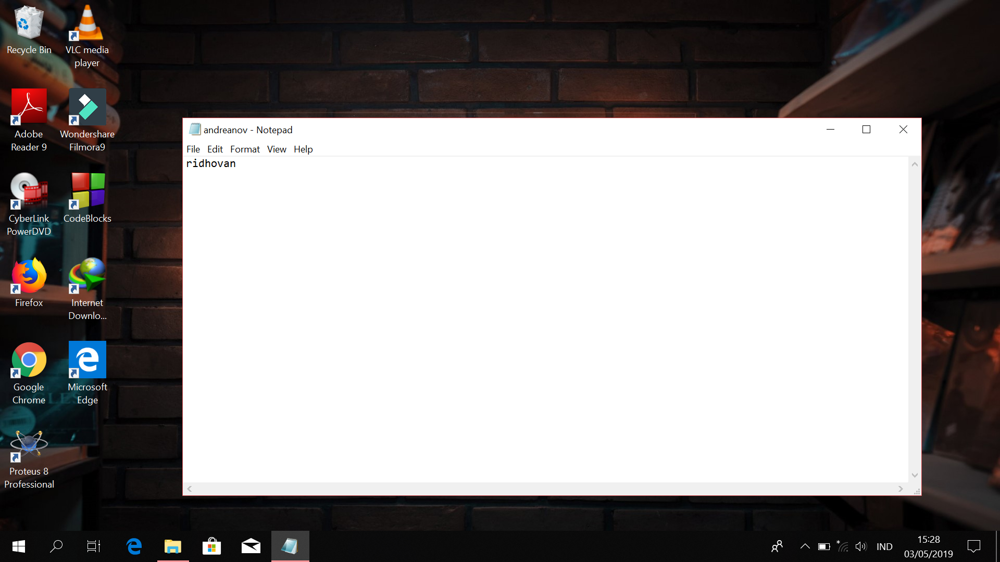 Recycle Bin
VLC media
player
Adobe
Reader 9
Wondershare
Filmora9
CyberLink
PowerDVD
CodeBlocks
Firefox
Internet
Downlo...
Google
Chrome
Microsoft
Edge
Proteus 8
Professional
andreanov - Notepad
File Edit Format View Help
ridhovan
IND
15:28
03/05/2019